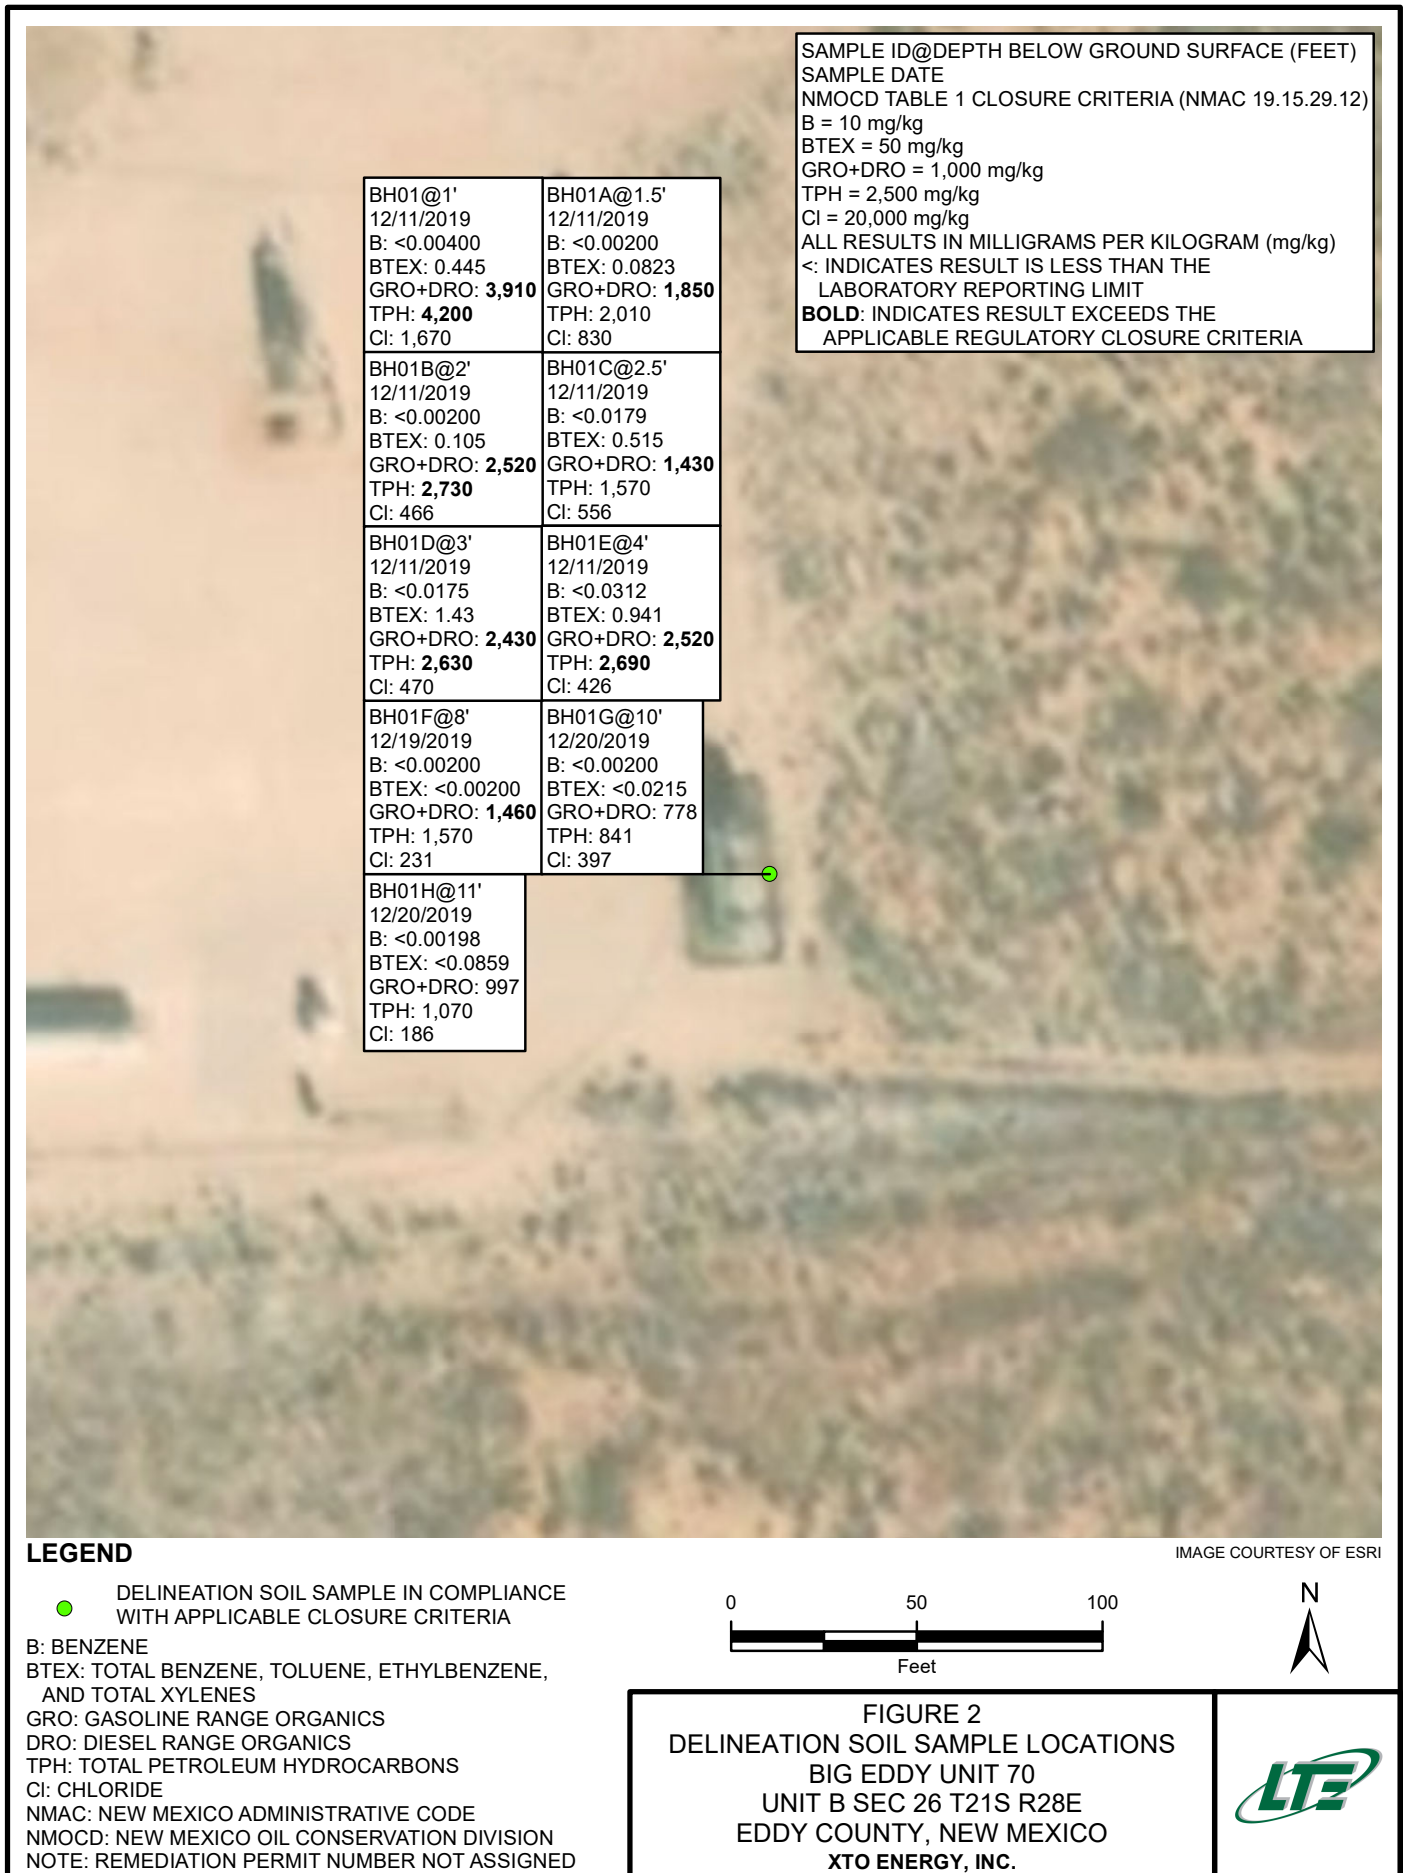 SAMPLE ID@DEPTH BELOW GROUND SURFACE (FEET)
SAMPLE DATE
NMOCD TABLE 1 CLOSURE CRITERIA (NMAC 19.15.29.12)
B = 10 mg/kg
BTEX = 50 mg/kg
GRO+DRO = 1,000 mg/kg
TPH = 2,500 mg/kg
Cl = 20,000 mg/kg
ALL RESULTS IN MILLIGRAMS PER KILOGRAM (mg/kg)
<: INDICATES RESULT IS LESS THAN THE
LABORATORY REPORTING LIMIT
BOLD: INDICATES RESULT EXCEEDS THE
APPLICABLE REGULATORY CLOSURE CRITERIA
BH01@1'
12/11/2019
B: <0.00400
BTEX: 0.445
GRO+DRO: 3,910
TPH: 4,200
Cl: 1,670
BH01A@1.5'
12/11/2019
B: <0.00200
BTEX: 0.0823
GRO+DRO: 1,850
TPH: 2,010
Cl: 830
BH01B@2'
12/11/2019
B: <0.00200
BTEX: 0.105
GRO+DRO: 2,520
TPH: 2,730
Cl: 466
BH01C@2.5'
12/11/2019
B: <0.0179
BTEX: 0.515
GRO+DRO: 1,430
TPH: 1,570
Cl: 556
BH01D@3'
12/11/2019
B: <0.0175
BTEX: 1.43
GRO+DRO: 2,430
TPH: 2,630
Cl: 470
BH01E@4'
12/11/2019
B: <0.0312
BTEX: 0.941
GRO+DRO: 2,520
TPH: 2,690
Cl: 426
BH01F@8'
12/19/2019
B: <0.00200
BTEX: <0.00200
GRO+DRO: 1,460
TPH: 1,570
Cl: 231
BH01G@10'
12/20/2019
B: <0.00200
BTEX: <0.0215
GRO+DRO: 778
TPH: 841
Cl: 397
BH01H@11'
12/20/2019
B: <0.00198
BTEX: <0.0859
GRO+DRO: 997
TPH: 1,070
Cl: 186
IMAGE COURTESY OF ESRI
LEGEND
DELINEATION SOIL SAMPLE IN COMPLIANCE
WITH APPLICABLE CLOSURE CRITERIA
B: BENZENE
BTEX: TOTAL BENZENE, TOLUENE, ETHYLBENZENE,
AND TOTAL XYLENES
GRO: GASOLINE RANGE ORGANICS
DRO: DIESEL RANGE ORGANICS
TPH: TOTAL PETROLEUM HYDROCARBONS
Cl: CHLORIDE
NMAC: NEW MEXICO ADMINISTRATIVE CODE
NMOCD: NEW MEXICO OIL CONSERVATION DIVISION
NOTE: REMEDIATION PERMIT NUMBER NOT ASSIGNED
0 50 100
Feet
N
FIGURE 2
DELINEATION SOIL SAMPLE LOCATIONS
BIG EDDY UNIT 70
UNIT B SEC 26 T21S R28E
EDDY COUNTY, NEW MEXICO
XTO ENERGY, INC.
LTE